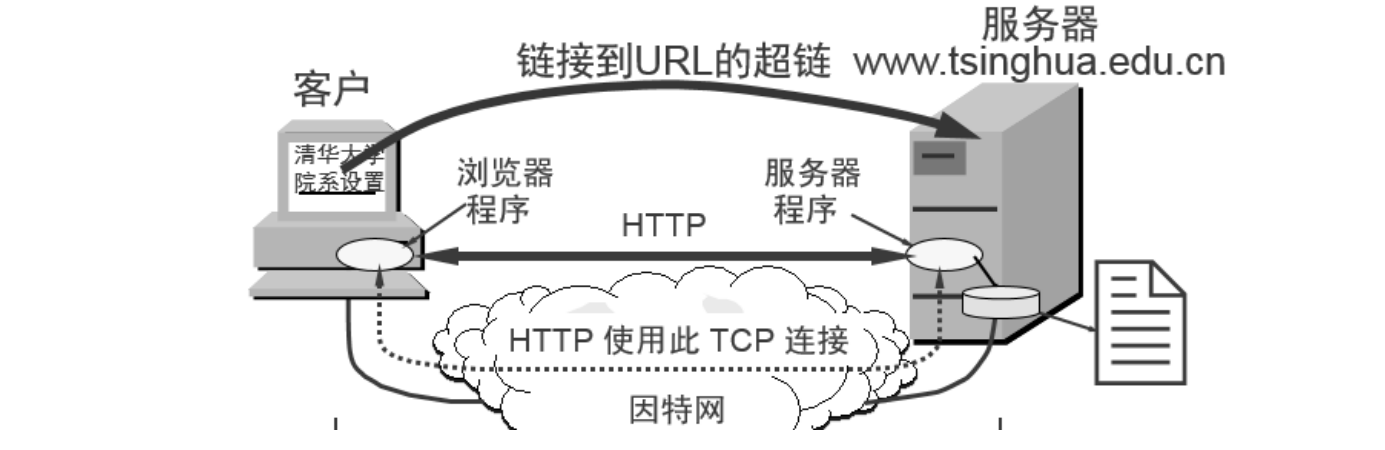 服务器
链接到URL的超链 www.tsinghua.edu.cn
客户
清华大学
院系设置
浏览器
程序
服务器
程序
HTTP
HTTP 使用此 TCP 连接
因特网